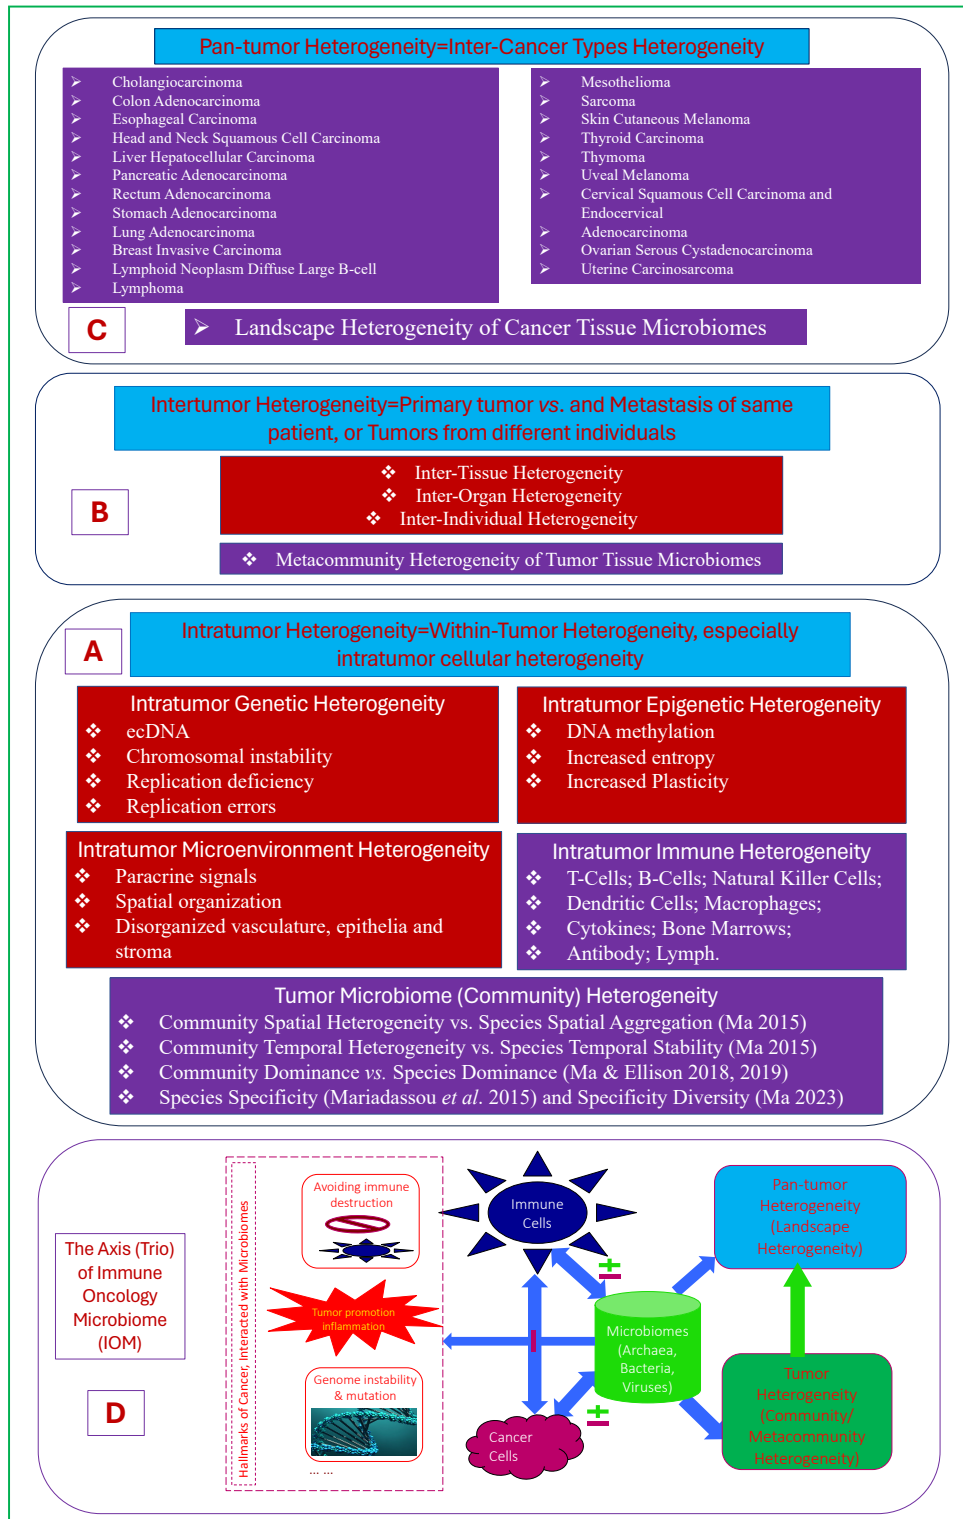 Pan-tumor Heterogeneity=Inter-Cancer Types Heterogeneity
➢ Cholangiocarcinoma
➢ Colon Adenocarcinoma
➢ Esophageal Carcinoma
➢ Head and Neck Squamous Cell Carcinoma
➢ Liver Hepatocellular Carcinoma
➢ Pancreatic Adenocarcinoma
➢ Rectum Adenocarcinoma
➢ Stomach Adenocarcinoma
➢ Lung Adenocarcinoma
➢ Breast Invasive Carcinoma
➢ Lymphoid Neoplasm Diffuse Large B-cell
➢ Lymphoma
➢ Mesothelioma
➢ Sarcoma
➢ Skin Cutaneous Melanoma
➢ Thyroid Carcinoma
➢ Thymoma
➢ Uveal Melanoma
➢ Cervical Squamous Cell Carcinoma and
Endocervical
➢ Adenocarcinoma
➢ Ovarian Serous Cystadenocarcinoma
➢ Uterine Carcinosarcoma
C
➢ Landscape Heterogeneity of Cancer Tissue Microbiomes
Intertumor Heterogeneity=Primary tumor vs. and Metastasis of same
patient, or Tumors from different individuals
B
❖ Inter-Tissue Heterogeneity
❖ Inter-Organ Heterogeneity
❖ Inter-Individual Heterogeneity
❖ Metacommunity Heterogeneity of Tumor Tissue Microbiomes
A
Intratumor Heterogeneity=Within-Tumor Heterogeneity, especially
intratumor cellular heterogeneity
Intratumor Genetic Heterogeneity
❖ ecDNA
❖ Chromosomal instability
❖ Replication deficiency
❖ Replication errors
Intratumor Epigenetic Heterogeneity
❖ DNA methylation
❖ Increased entropy
❖ Increased Plasticity
Intratumor Microenvironment Heterogeneity
❖ Paracrine signals
❖ Spatial organization
❖ Disorganized vasculature, epithelia and
stroma
Intratumor Immune Heterogeneity
❖ T-Cells; B-Cells; Natural Killer Cells;
❖ Dendritic Cells; Macrophages;
❖ Cytokines; Bone Marrows;
❖ Antibody; Lymph.
Tumor Microbiome (Community) Heterogeneity
❖ Community Spatial Heterogeneity vs. Species Spatial Aggregation (Ma 2015)
❖ Community Temporal Heterogeneity vs. Species Temporal Stability (Ma 2015)
❖ Community Dominance vs. Species Dominance (Ma & Ellison 2018, 2019)
❖ Species Specificity (Mariadassou et al. 2015) and Specificity Diversity (Ma 2023)
The Axis (Trio)
of Immune
Oncology
Microbiome
(IOM)
D
Hallmarks of Cancer, Interacted with Microbiomes
Avoiding immune
destruction
Tumor promotion
inflammation
Genome instability
& mutation
... ...
Immune
Cells
±
Microbiomes
(Archaea,
Bacteria,
Viruses)
±
Cancer
Cells
Pan-tumor
Heterogeneity
(Landscape
Heterogeneity)
Tumor
Heterogeneity
(Community/
Metacommunity
Heterogeneity)